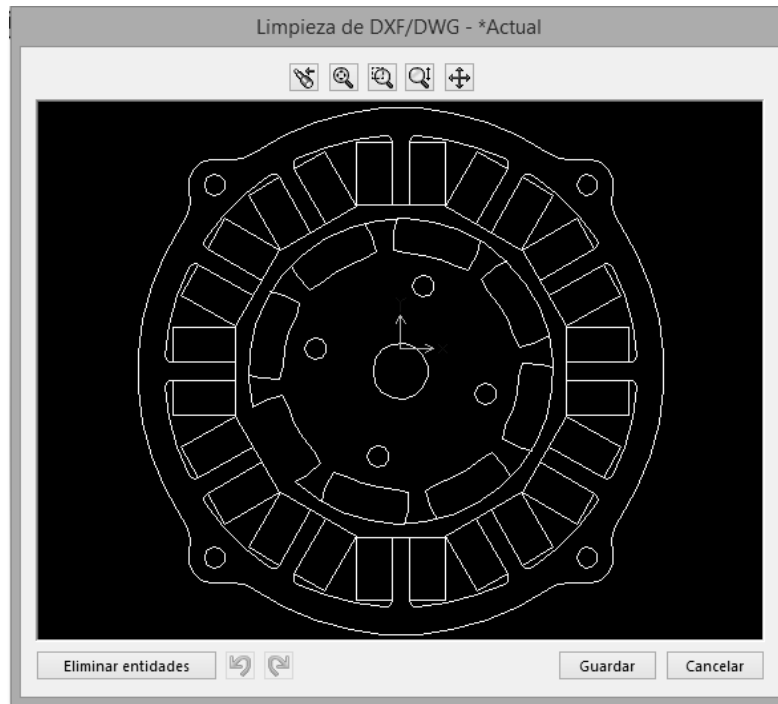 Limpieza de DXF/DWG - *Actual
Y
X
Eliminar entidades
Guardar
Cancelar